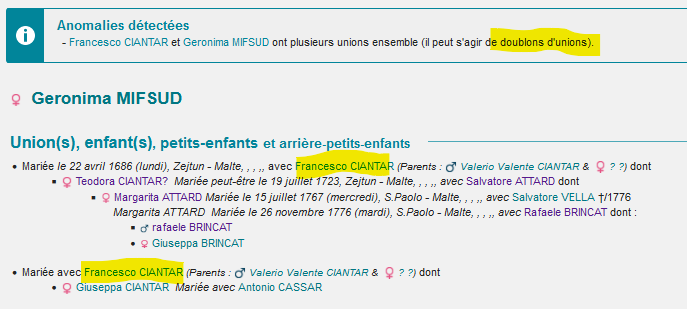 Anomalies détectées
- Francesco CIANTAR et Geronima MIFSUD ont plusieurs unions ensemble (il peut s'agir de doublons d'unions).
♀ Geronima MIFSUD
Union(s), enfant(s), petits-enfants et arrière-petits-enfants
• Mariée le 22 avril 1686 (lundi), Zejtun - Malte, , , ,, avec Francesco CIANTAR (Parents : ♂ Valerio Valente CIANTAR & ♀ ? ?) dont
▪ ♀ Teodora CIANTAR? Mariée peut-être le 19 juillet 1723, Zejtun - Malte, , , ,, avec Salvatore ATTARD dont
▪ ♀ Margarita ATTARD Mariée le 15 juillet 1767 (mercredi), S.Paolo - Malte, , , ,, avec Salvatore VELLA †/1776
Margarita ATTARD Mariée le 26 novembre 1776 (mardi), S.Paolo - Malte, , , ,, avec Rafaele BRINCAT dont :
▪ ♂ rafaele BRINCAT
▪ ♀ Giuseppa BRINCAT
• Mariée avec Francesco CIANTAR (Parents : ♂ Valerio Valente CIANTAR & ♀ ? ?) dont
▪ ♀ Giuseppa CIANTAR Mariée avec Antonio CASSAR